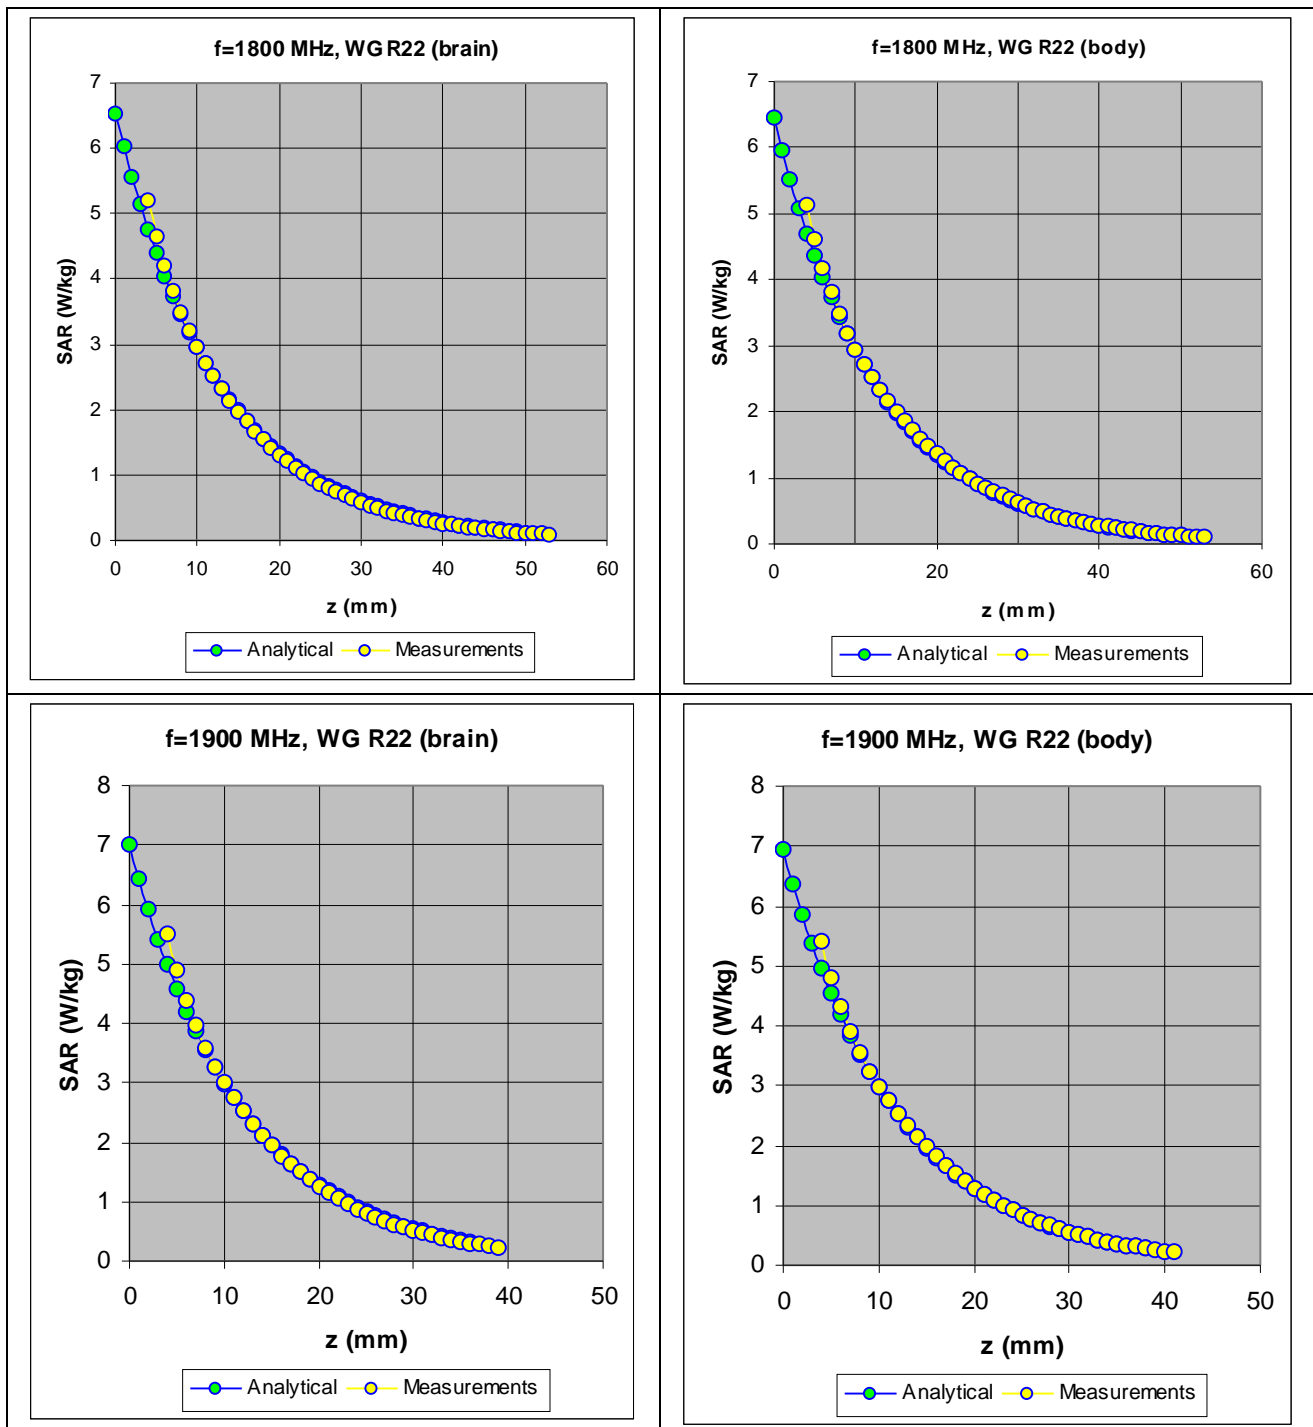 f=1800 MHz, WG R22 (brain)
7
6
5
4
3
2
1
0
SAR (W/kg)
0 10 20 30 40 50 60
z (mm)
Analytical Measurements
f=1800 MHz, WG R22 (body)
7
6
5
4
3
2
1
0
SAR (W/kg)
0 20 40 60
z (mm)
Analytical Measurements
f=1900 MHz, WG R22 (brain)
8
7
6
5
4
3
2
1
0
SAR (W/kg)
0 10 20 30 40 50
z (mm)
Analytical Measurements
f=1900 MHz, WG R22 (body)
8
7
6
5
4
3
2
1
0
SAR (W/kg)
0 10 20 30 40 50
z (mm)
Analytical Measurements